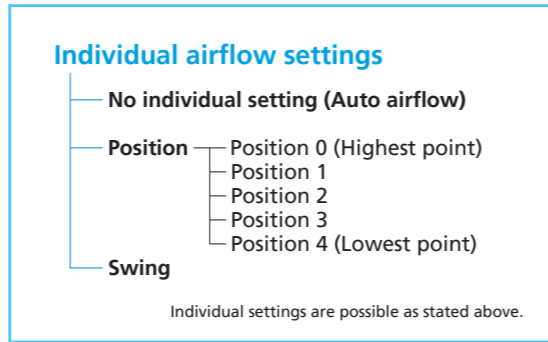 Individual airflow settings
No individual setting (Auto airflow)
Position Position 0 (Highest point)
Position 1
Position 2
Position 3
Position 4 (Lowest point)
Swing
Individual settings are possible as stated above.